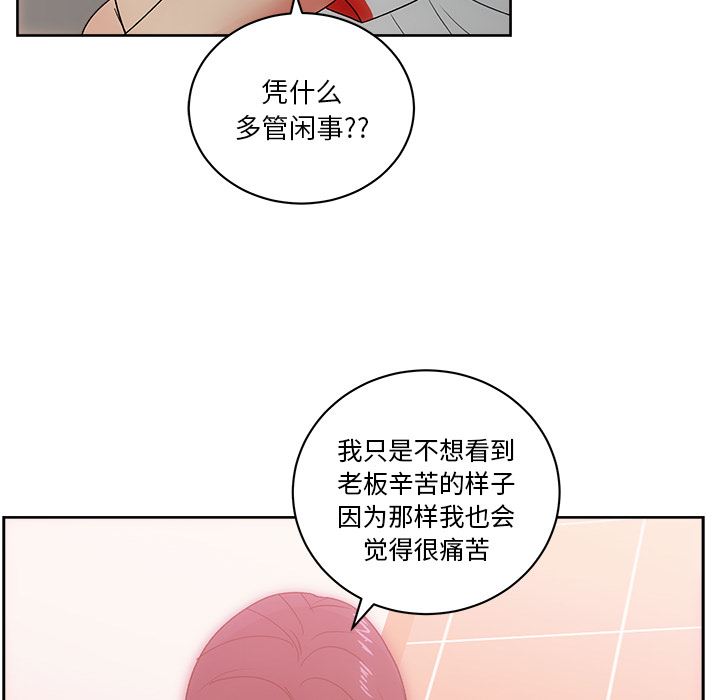 凭什么
多管闲事??
我只是不想看到
老板辛苦的样子
因为那样我也会
觉得很痛苦